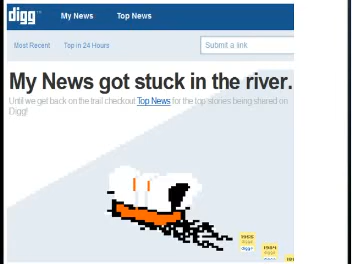 digg
My News Top News
Most Recent Top in 24 Hours Submit a link
My News got stuck in the river.
Until we get back on the trail checkout Top News for the top stories being shared on
Digg!